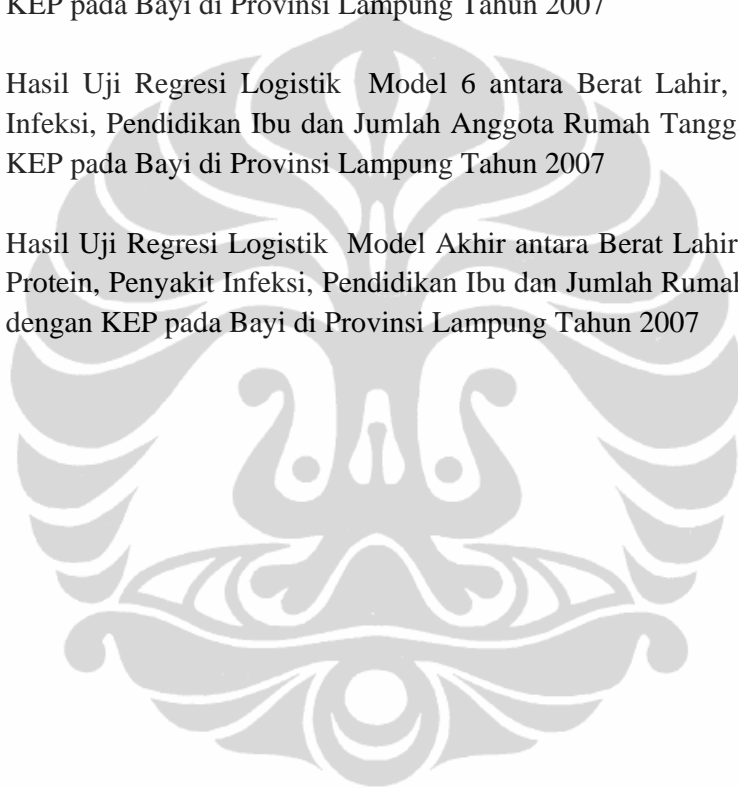 KEP pada Bayi di Provinsi Lampung Tahun 2007
Hasil Uji Regresi Logistik Model 6 antara Berat Lahir,
Infeksi, Pendidikan Ibu dan Jumlah Anggota Rumah Tangg
KEP pada Bayi di Provinsi Lampung Tahun 2007
Hasil Uji Regresi Logistik Model Akhir antara Berat Lahir
Protein, Penyakit Infeksi, Pendidikan Ibu dan Jumlah Rumah
dengan KEP pada Bayi di Provinsi Lampung Tahun 2007